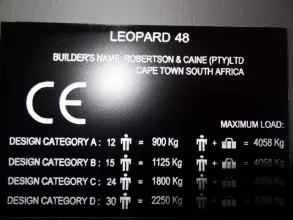 LEOPARD 48
BUILDER'S NAME: ROBERTSON & CAINE (PTY)LTD
CAPE TOWN SOUTH AFRICA
CE
MAXIMUM LOAD:
DESIGN CATEGORY A : 12 = 900 Kg + = 4058 Kg
DESIGN CATEGORY B : 15 = 1125 Kg + = 4058 Kg
DESIGN CATEGORY C : 24 = 1800 Kg + = 4058 Kg
DESIGN CATEGORY D : 30 = 2250 Kg + = 4058 Kg